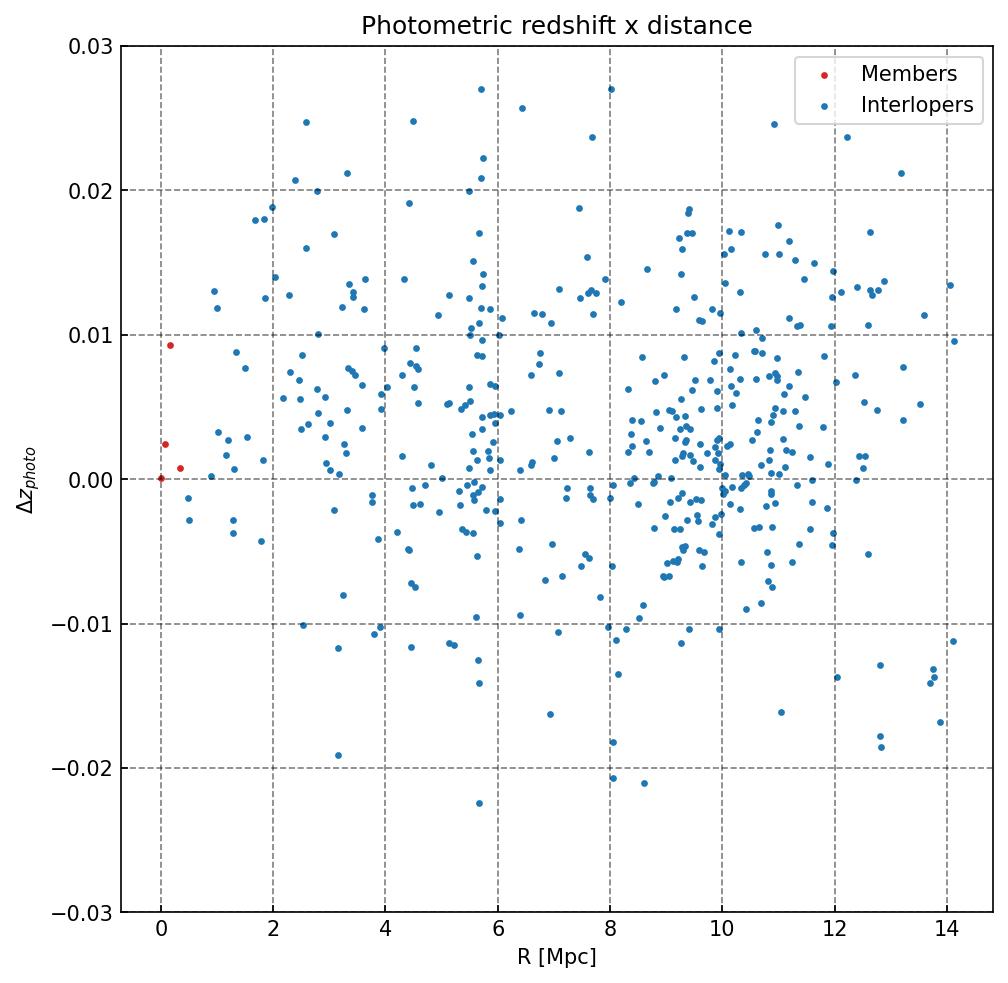 Photometric redshift x distance
Members
Interlopers
0.03
0.02
0.01
0.00
−0.01
−0.02
−0.03
Δz_photo
0 2 4 6 8 10 12 14
R [Mpc]